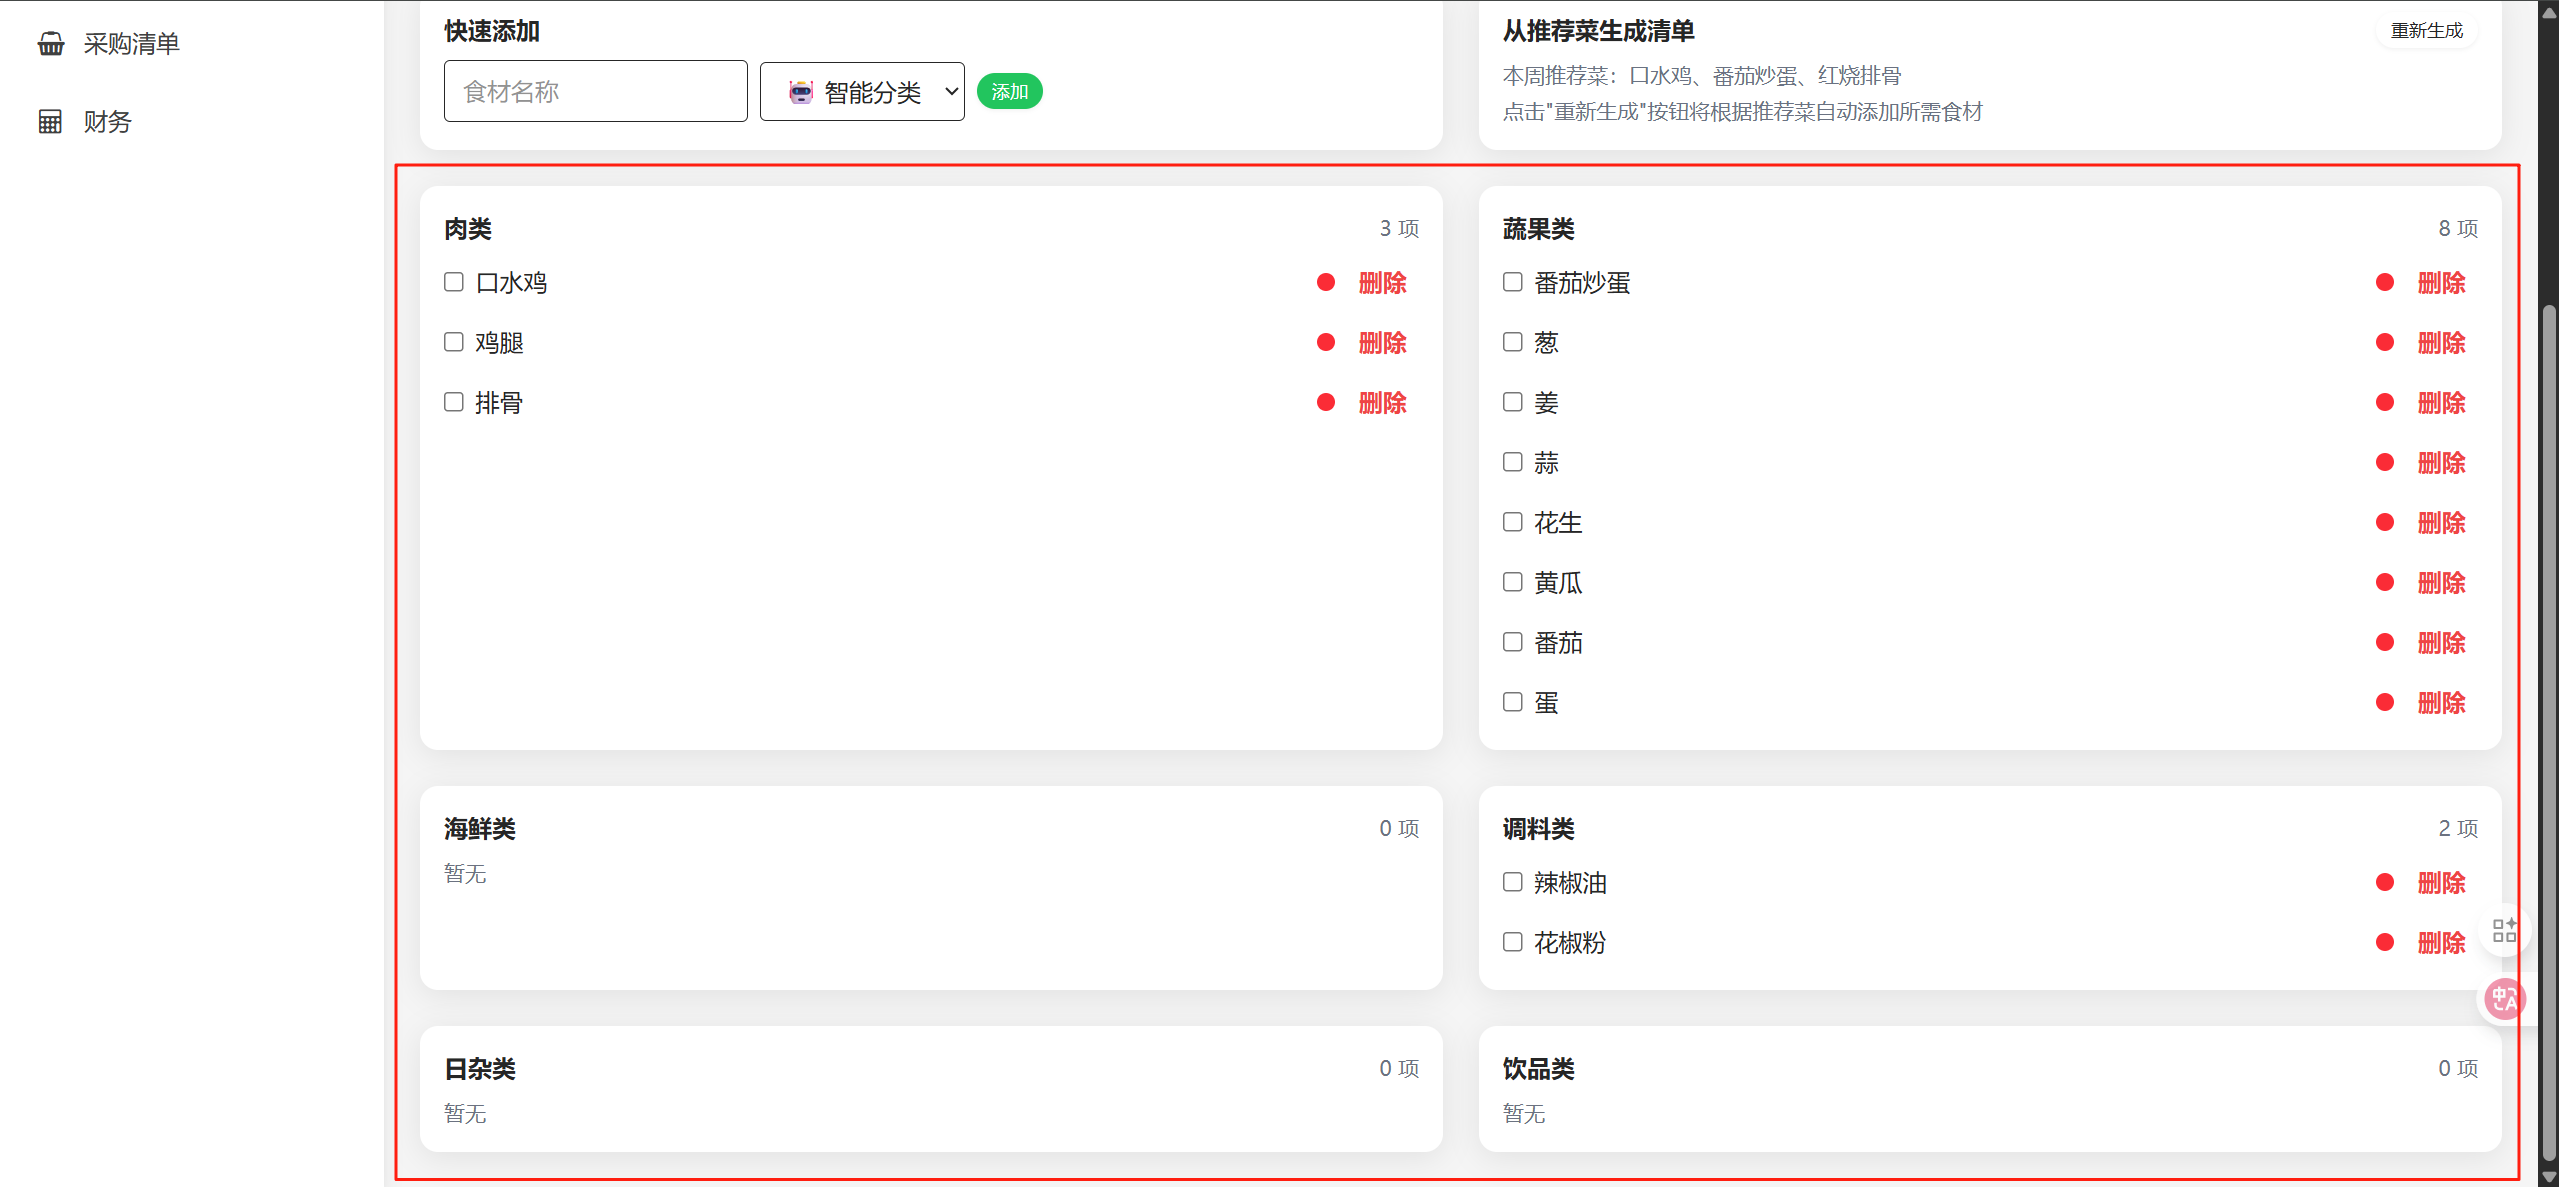 采购清单
财务
快速添加
食材名称
智能分类
添加
从推荐菜生成清单
重新生成
本周推荐菜：口水鸡、番茄炒蛋、红烧排骨
点击"重新生成"按钮将根据推荐菜自动添加所需食材
肉类 3 项
口水鸡 删除
鸡腿 删除
排骨 删除
蔬果类 8 项
番茄炒蛋 删除
葱 删除
姜 删除
蒜 删除
花生 删除
黄瓜 删除
番茄 删除
蛋 删除
海鲜类 0 项
暂无
调料类 2 项
辣椒油 删除
花椒粉 删除
中A
日杂类 0 项
暂无
饮品类 0 项
暂无